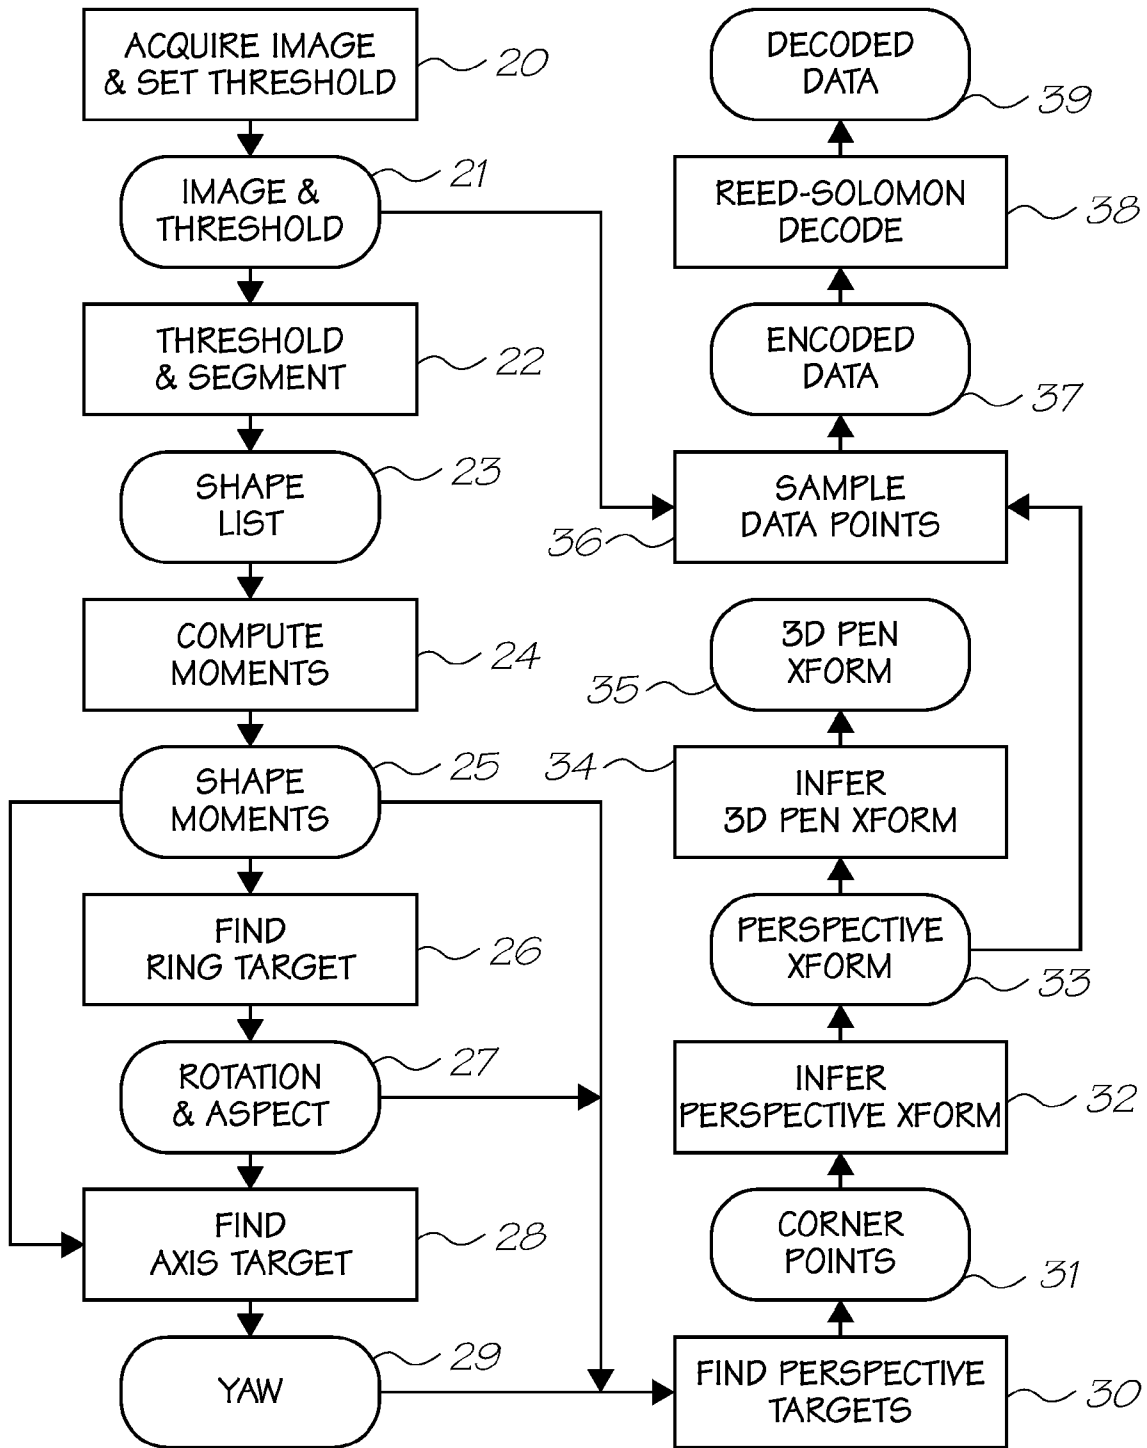 ACQUIRE IMAGE
& SET THRESHOLD
20
IMAGE &
THRESHOLD
21
THRESHOLD
& SEGMENT
22
SHAPE
LIST
23
COMPUTE
MOMENTS
24
SHAPE
MOMENTS
25
FIND
RING TARGET
26
ROTATION
& ASPECT
27
FIND
AXIS TARGET
28
YAW
29
DECODED
DATA
39
REED-SOLOMON
DECODE
38
ENCODED
DATA
37
SAMPLE
DATA POINTS
36
3D PEN
XFORM
35
INFER
3D PEN XFORM
34
PERSPECTIVE
XFORM
33
INFER
PERSPECTIVE XFORM
32
CORNER
POINTS
31
FIND PERSPECTIVE
TARGETS
30